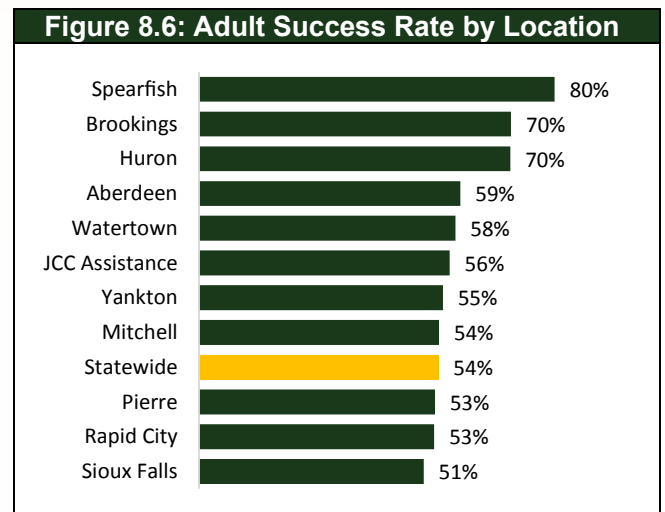 Figure 8.6: Adult Success Rate by Location
Spearfish 80%
Brookings 70%
Huron 70%
Aberdeen 59%
Watertown 58%
JCC Assistance 56%
Yankton 55%
Mitchell 54%
Statewide 54%
Pierre 53%
Rapid City 53%
Sioux Falls 51%